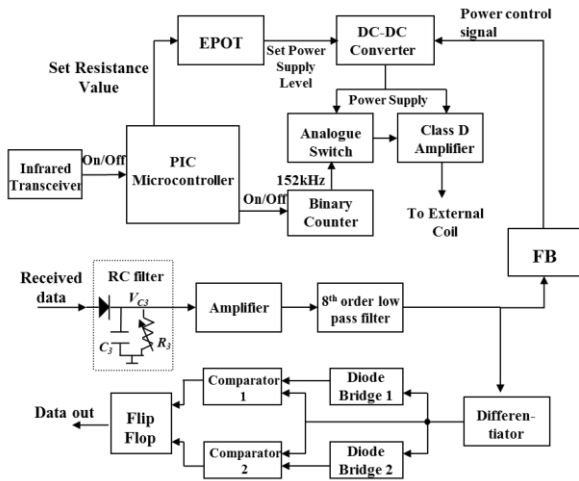 Power control
signal
EPOT
DC-DC
Converter
Set Power
Supply
Level
Set Resistance
Value
Power Supply
Analogue
Switch
Class D
Amplifier
Infrared
Transceiver
On/Off
PIC
Microcontroller
152kHz
On/Off
Binary
Counter
To External
Coil
FB
Received
data
RC filter
VC3
C3
R3
Amplifier
8th order low
pass filter
Data out
Flip
Flop
Comparator
1
Diode
Bridge 1
Comparator
2
Diode
Bridge 2
Differen-
tiator